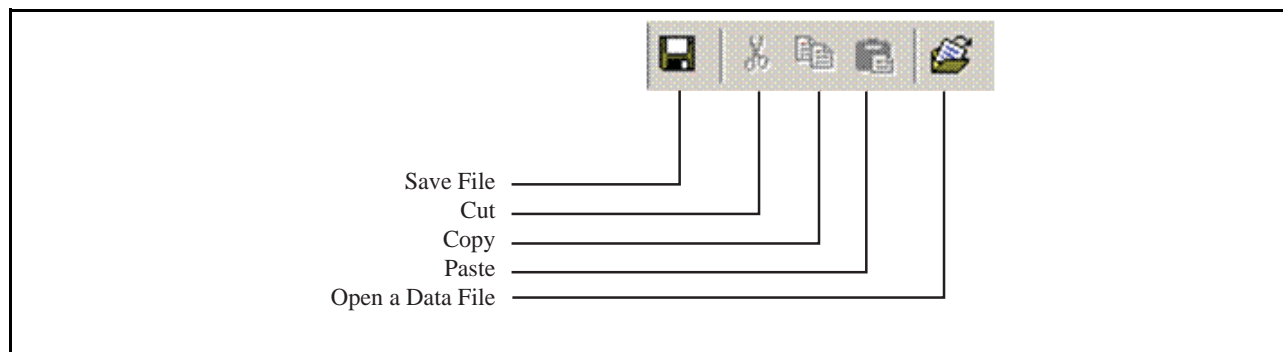 Save File
Cut
Copy
Paste
Open a Data File